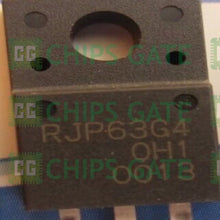 CHIPS GATE
RJP63G4
0H1
0013
CHIPS GATE